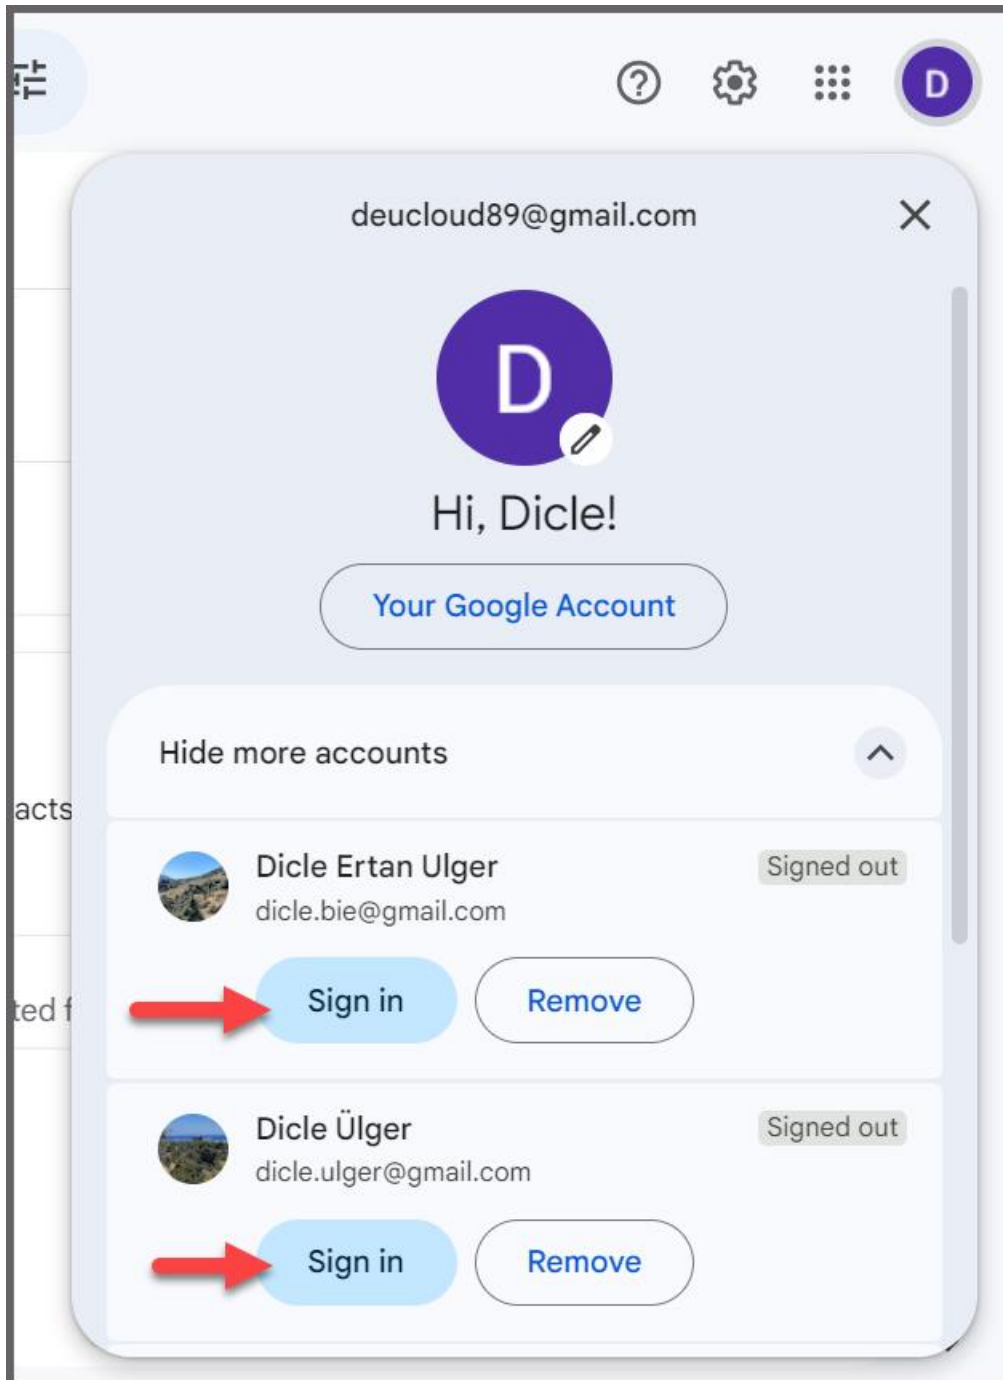 D
deucloud89@gmail.com
D
Hi, Dicle!
Your Google Account
Hide more accounts
acts
Dicle Ertan Ulger
Signed out
dicle.bie@gmail.com
ted f
Sign in
Remove
Dicle Ülger
Signed out
dicle.ulger@gmail.com
Sign in
Remove